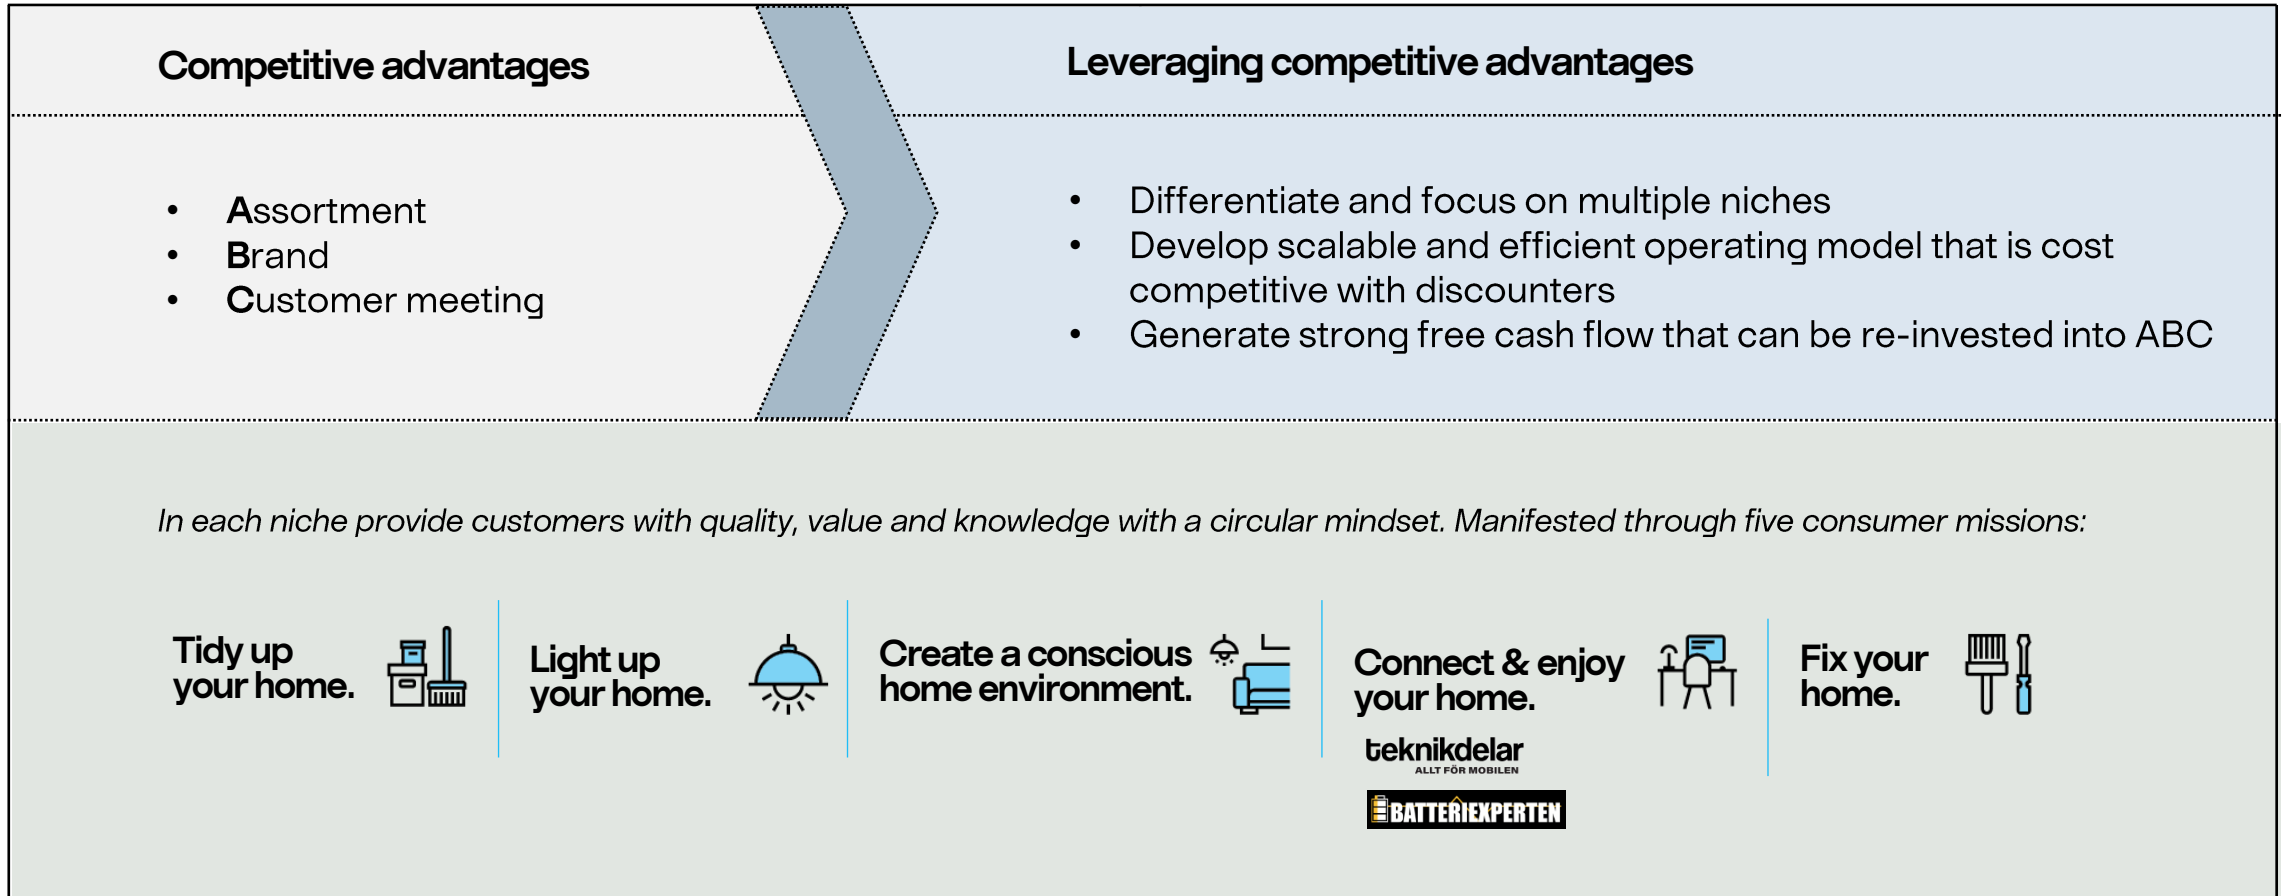 Competitive advantages
Leveraging competitive advantages
• Assortment
• Brand
• Customer meeting
• Differentiate and focus on multiple niches
• Develop scalable and efficient operating model that is cost
competitive with discounters
• Generate strong free cash flow that can be re-invested into ABC
In each niche provide customers with quality, value and knowledge with a circular mindset. Manifested through five consumer missions:
Tidy up
your home.
Light up
your home.
Create a conscious
home environment.
Connect & enjoy
your home.
teknikdelar
ALLT FÖR MOBILEN
BATTERIEXPERTEN
Fix your
home.